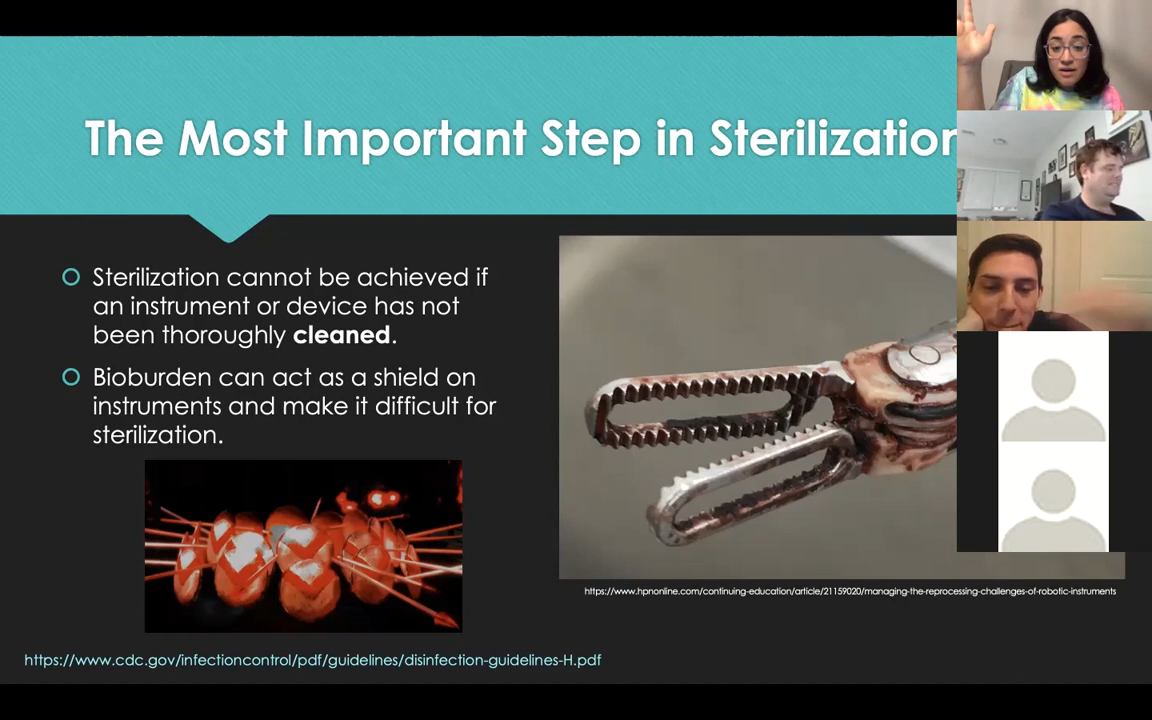 The Most Important Step in Sterilization
Sterilization cannot be achieved if
an instrument or device has not
been thoroughly cleaned.
Bioburden can act as a shield on
instruments and make it difficult for
sterilization.
https://www.hpnonline.com/continuing-education/article/21159020/managing-the-reprocessing-challenges-of-robotic-instruments
https://www.cdc.gov/infectioncontrol/pdf/guidelines/disinfection-guidelines-H.pdf